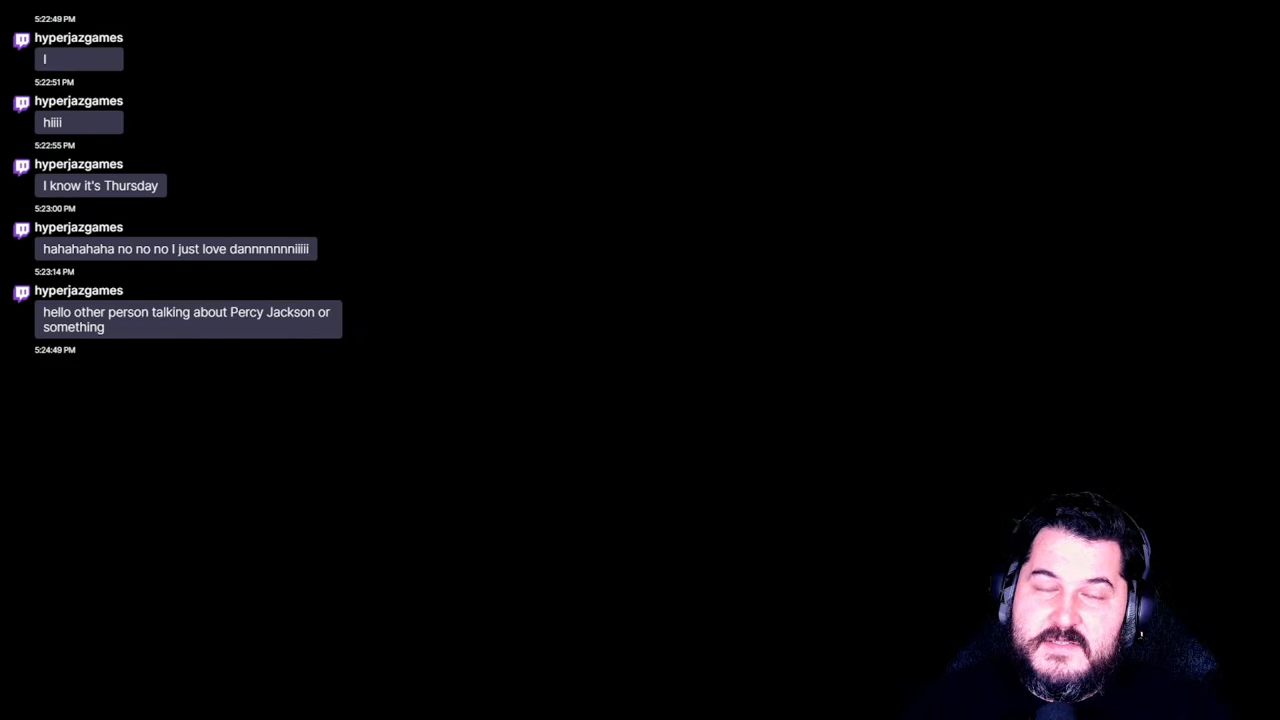 5:22:49 PM
hyperjazgames
I
5:22:51 PM
hyperjazgames
hiiii
5:22:55 PM
hyperjazgames
I know it's Thursday
5:23:00 PM
hyperjazgames
hahahahaha no no no I just love dannnnnnniiiii
5:23:14 PM
hyperjazgames
hello other person talking about Percy Jackson or
something
5:24:49 PM